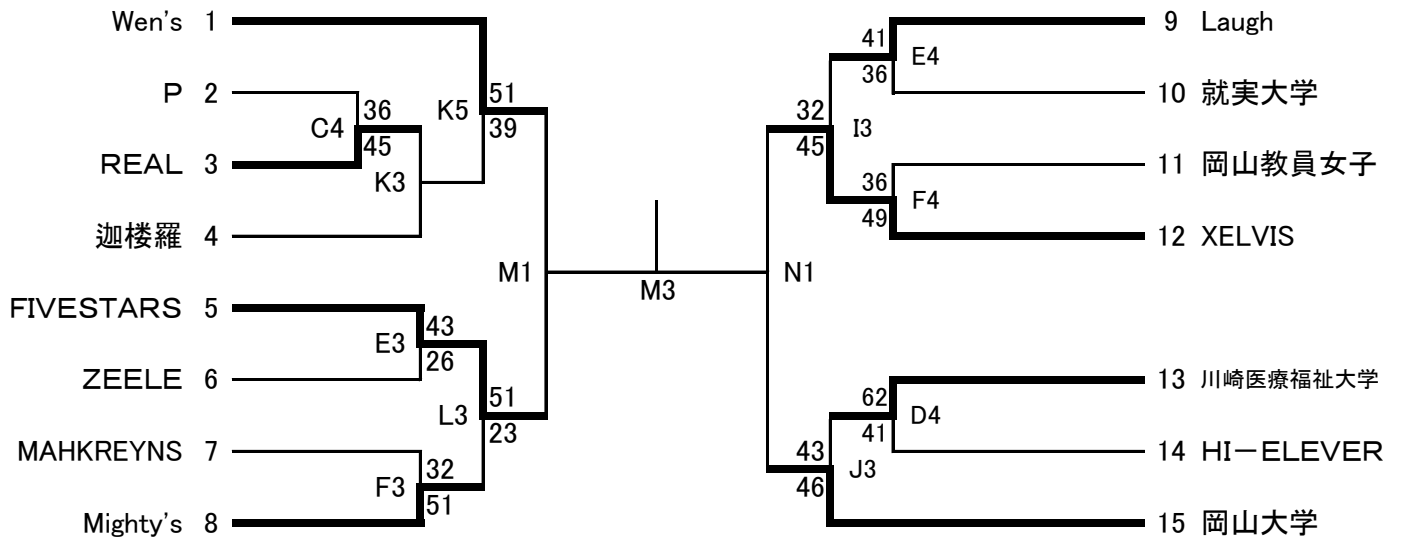 Wen's 1
P 2
REAL 3
迦楼羅 4
FIVESTARS 5
ZEELE 6
MAHKREYNS 7
Mighty's 8
C4
36
45
K3
K5
51
39
E3
43
26
F3
32
51
L3
51
23
M1
M3
N1
32
45
I3
41
36
E4
36
49
F4
43
46
J3
62
41
D4
9 Laugh
10 就実大学
11 岡山教員女子
12 XELVIS
13 川崎医療福祉大学
14 HI－ELEVER
15 岡山大学